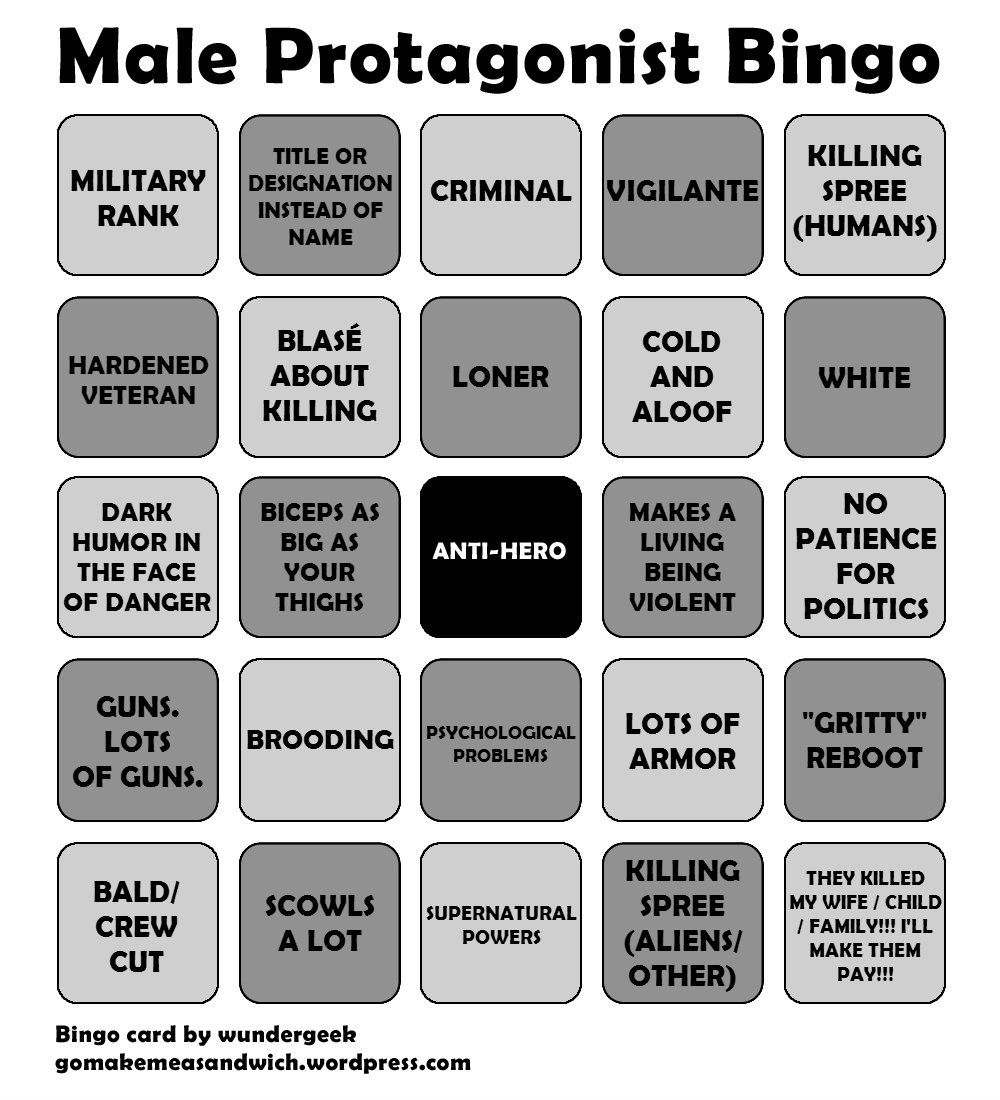 Male Protagonist Bingo
MILITARY
RANK
TITLE OR
DESIGNATION
INSTEAD OF
NAME
CRIMINAL
VIGILANTE
KILLING
SPREE
(HUMANS)
HARDENED
VETERAN
BLASÉ
ABOUT
KILLING
LONER
COLD
AND
ALOOF
WHITE
DARK
HUMOR IN
THE FACE
OF DANGER
BICEPS AS
BIG AS
YOUR
THIGHS
ANTI-HERO
MAKES A
LIVING
BEING
VIOLENT
NO
PATIENCE
FOR
POLITICS
GUNS.
LOTS
OF GUNS.
BROODING
PSYCHOLOGICAL
PROBLEMS
LOTS OF
ARMOR
"GRITTY"
REBOOT
BALD/
CREW
CUT
SCOWLS
A LOT
SUPERNATURAL
POWERS
KILLING
SPREE
(ALIENS/
OTHER)
THEY KILLED
MY WIFE / CHILD
/ FAMILY!!! I'LL
MAKE THEM
PAY!!!
Bingo card by wundergeek
gomakemeasandwich.wordpress.com